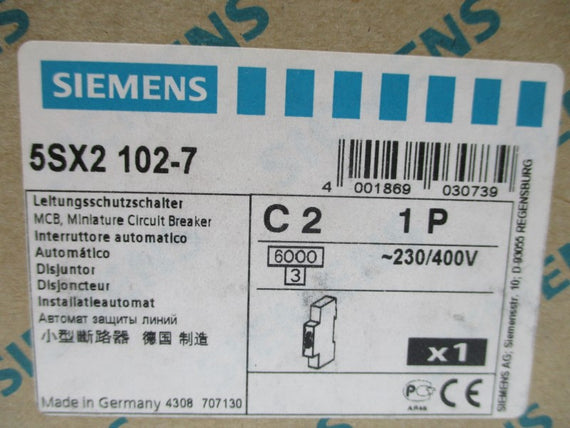 SIEMENS
5SX2 102-7
4 001869 030739
Leitungsschutzschalter
MCB, Miniature Circuit Breaker
Interruttore automatico
Automático
Disjuntor
Disjoncteur
Installatieautomat
Автомат защиты линий
小型断路器 德国 制造
C 2 1 P
6000
3
~230/400V
x1
Made in Germany 4308 707130
CE
SIEMENS AG; Siemensstr. 10; D-93055 REGENSBURG